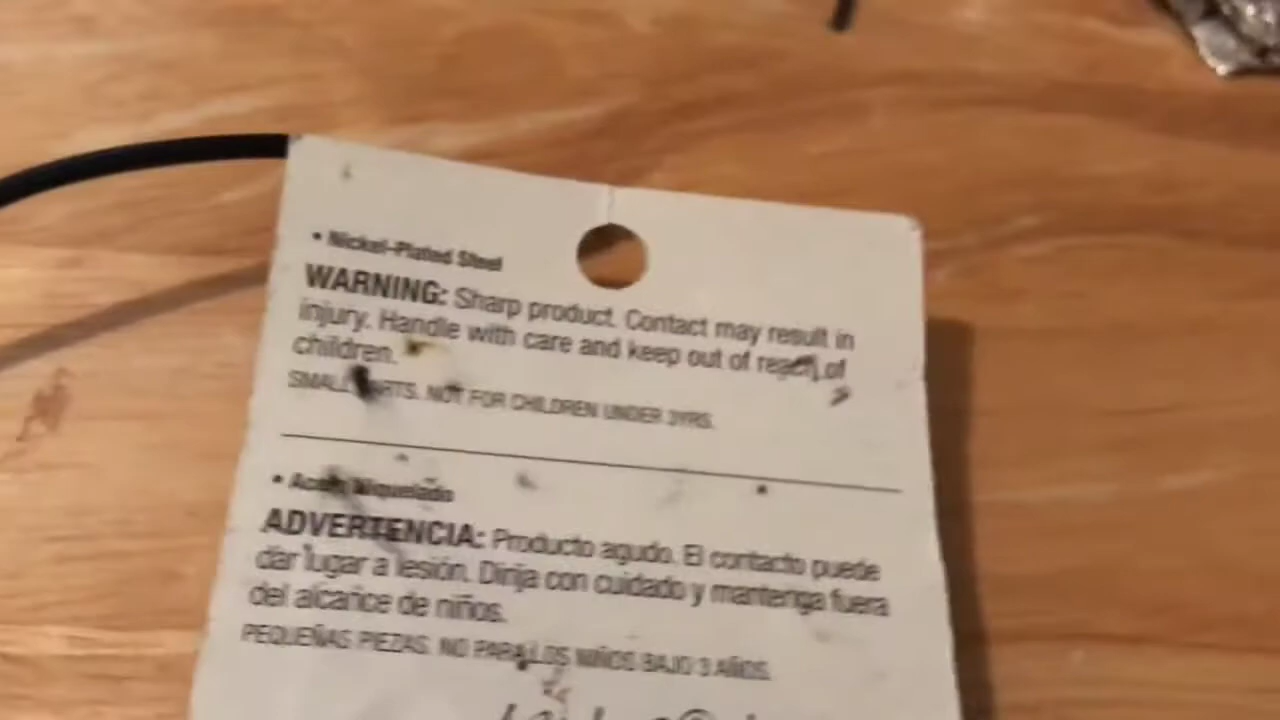 • Nickel-Plated Steel
WARNING: Sharp product. Contact may result in
injury. Handle with care and keep out of reach of
children.
SMALL PARTS. NOT FOR CHILDREN UNDER 3YRS.
• Acero Niquelado
ADVERTENCIA: Producto agudo. El contacto puede
dar lugar a lesión. Dirija con cuidado y mantenga fuera
del alcance de niños.
PEQUEÑAS PIEZAS. NO PARA LOS NIÑOS BAJO 3 AÑOS.